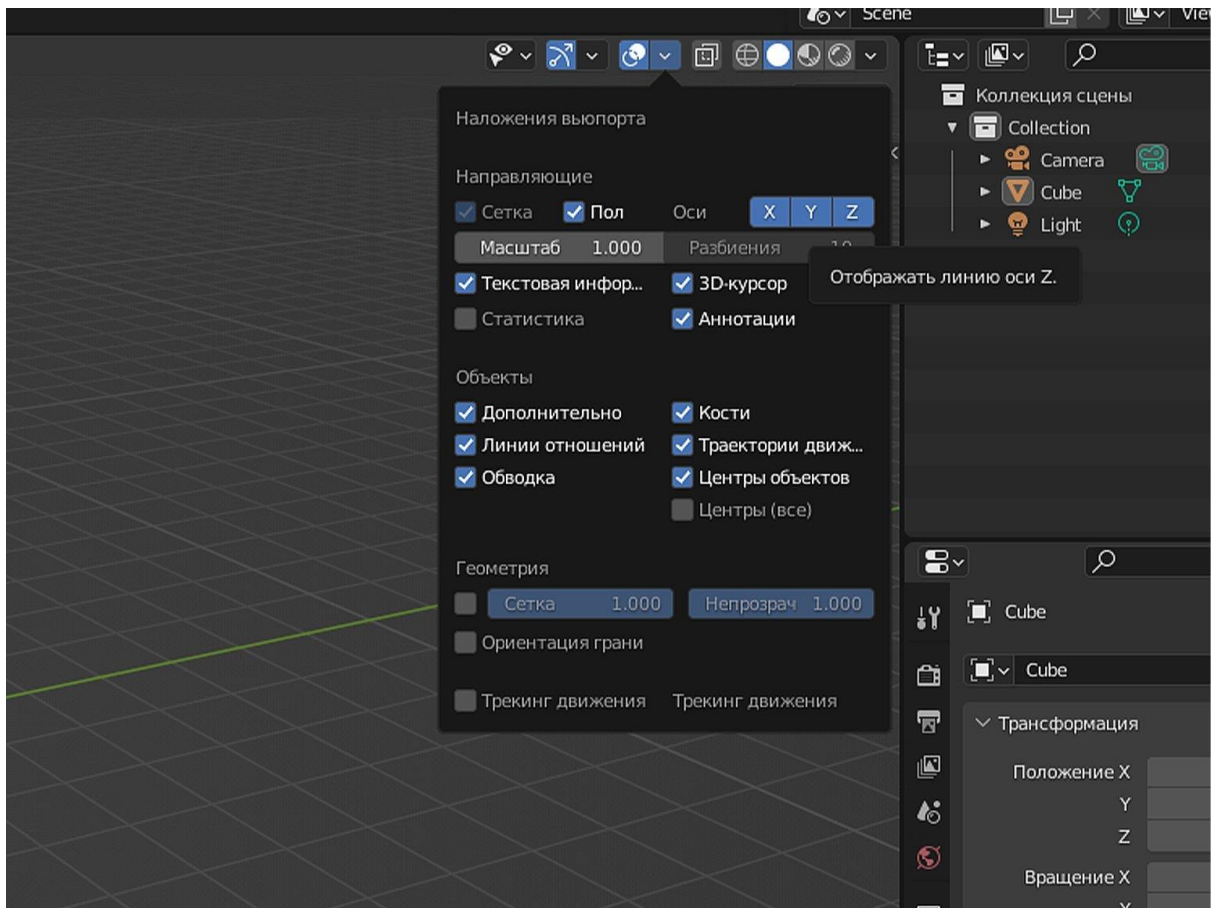 Scene
Наложения вьюпорта
Коллекция сцены
Collection
Camera
Cube
Light
Направляющие
Сетка Пол Оси X Y Z
Масштаб 1.000 Разбиения
Отображать линию оси Z.
Текстовая инфор... 3D-курсор
Статистика Аннотации
Объекты
Дополнительно Кости
Линии отношений Траектории движ...
Обводка Центры объектов
Центры (все)
Геометрия
Сетка 1.000 Непрозрач 1.000
Ориентация грани
Трекинг движения Трекинг движения
Cube
Cube
Трансформация
Положение X
Y
Z
Вращение X